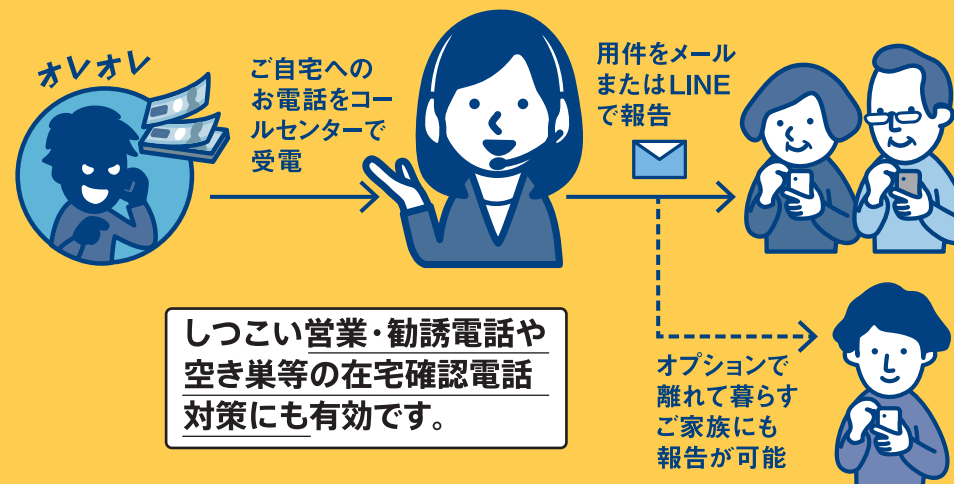 オレオレ
ご自宅への
お電話をコー
ルセンターで
受電
用件をメール
またはLINE
で報告
しつこい営業・勧誘電話や
空き巣等の在宅確認電話
対策にも有効です。
オプションで
離れて暮らす
ご家族にも
報告が可能